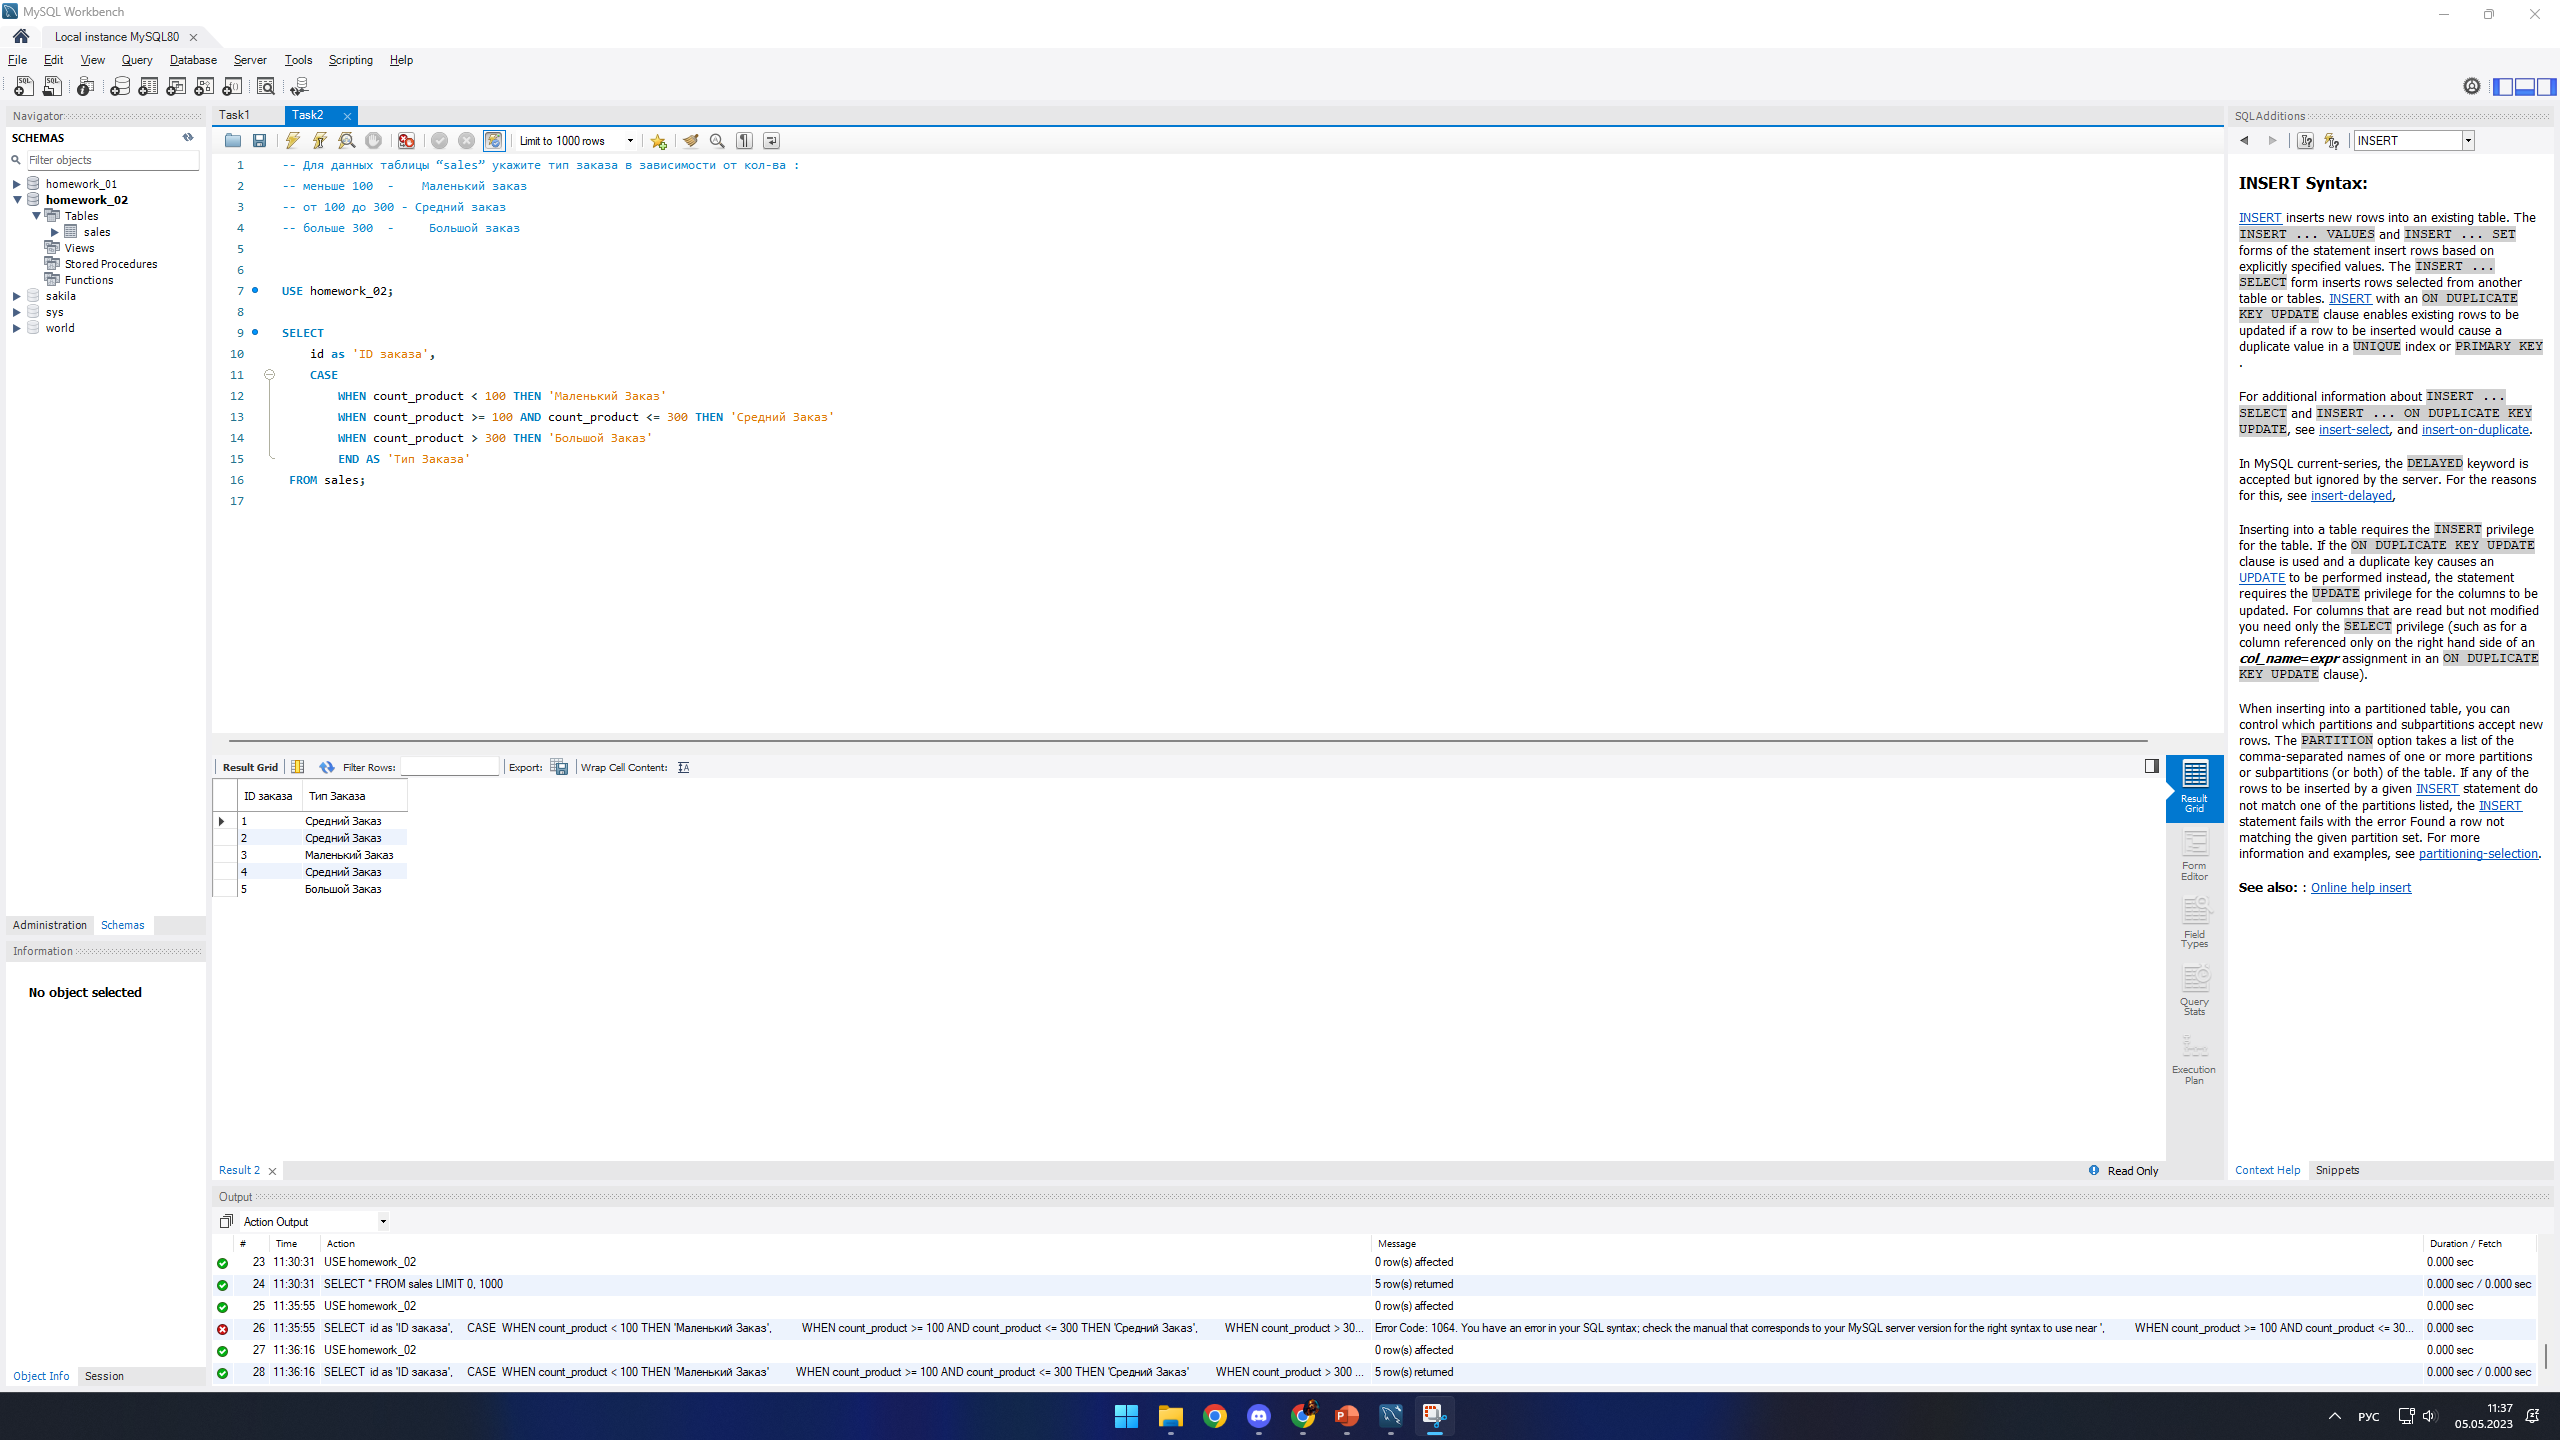 MySQL Workbench
Local instance MySQL80
File Edit View Query Database Server Tools Scripting Help
Navigator
SCHEMAS
Filter objects
homework_01
homework_02
Tables
sales
Views
Stored Procedures
Functions
sakila
sys
world
Administration Schemas
Information
No object selected
Object Info Session
Task1 Task2
Limit to 1000 rows
1 -- Для данных таблицы “sales” укажите тип заказа в зависимости от кол-ва :
2 -- меньше 100 - Маленький заказ
3 -- от 100 до 300 - Средний заказ
4 -- больше 300 - Большой заказ
5
6
7 USE homework_02;
8
9 SELECT
10 id as 'ID заказа',
11 CASE
12 WHEN count_product < 100 THEN 'Маленький Заказ'
13 WHEN count_product >= 100 AND count_product <= 300 THEN 'Средний Заказ'
14 WHEN count_product > 300 THEN 'Большой Заказ'
15 END AS 'Тип Заказа'
16 FROM sales;
17
Result Grid Filter Rows: Export: Wrap Cell Content:
ID заказа Тип Заказа
1 Средний Заказ
2 Средний Заказ
3 Маленький Заказ
4 Средний Заказ
5 Большой Заказ
Result
Grid
Form
Editor
Field
Types
Query
Stats
Execution
Plan
Result 2
Read Only
Output
Action Output
# Time Action Message Duration / Fetch
23 11:30:31 USE homework_02 0 row(s) affected 0.000 sec
24 11:30:31 SELECT * FROM sales LIMIT 0, 1000 5 row(s) returned 0.000 sec / 0.000 sec
25 11:35:55 USE homework_02 0 row(s) affected 0.000 sec
26 11:35:55 SELECT id as 'ID заказа', CASE WHEN count_product < 100 THEN 'Маленький Заказ', WHEN count_product >= 100 AND count_product <= 300 THEN 'Средний Заказ', WHEN count_product > 30... Error Code: 1064. You have an error in your SQL syntax; check the manual that corresponds to your MySQL server version for the right syntax to use near ', WHEN count_product >= 100 AND count_product <= 30... 0.000 sec
27 11:36:16 USE homework_02 0 row(s) affected 0.000 sec
28 11:36:16 SELECT id as 'ID заказа', CASE WHEN count_product < 100 THEN 'Маленький Заказ' WHEN count_product >= 100 AND count_product <= 300 THEN 'Средний Заказ' WHEN count_product > 300 ... 5 row(s) returned 0.000 sec / 0.000 sec
SQLAdditions
INSERT
INSERT Syntax:
INSERT inserts new rows into an existing table. The
INSERT ... VALUES and INSERT ... SET
forms of the statement insert rows based on
explicitly specified values. The INSERT ...
SELECT form inserts rows selected from another
table or tables. INSERT with an ON DUPLICATE
KEY UPDATE clause enables existing rows to be
updated if a row to be inserted would cause a
duplicate value in a UNIQUE index or PRIMARY KEY
.
For additional information about INSERT ...
SELECT and INSERT ... ON DUPLICATE KEY
UPDATE, see insert-select, and insert-on-duplicate.
In MySQL current-series, the DELAYED keyword is
accepted but ignored by the server. For the reasons
for this, see insert-delayed,
Inserting into a table requires the INSERT privilege
for the table. If the ON DUPLICATE KEY UPDATE
clause is used and a duplicate key causes an
UPDATE to be performed instead, the statement
requires the UPDATE privilege for the columns to be
updated. For columns that are read but not modified
you need only the SELECT privilege (such as for a
column referenced only on the right hand side of an
col_name=expr assignment in an ON DUPLICATE
KEY UPDATE clause).
When inserting into a partitioned table, you can
control which partitions and subpartitions accept new
rows. The PARTITION option takes a list of the
comma-separated names of one or more partitions
or subpartitions (or both) of the table. If any of the
rows to be inserted by a given INSERT statement do
not match one of the partitions listed, the INSERT
statement fails with the error Found a row not
matching the given partition set. For more
information and examples, see partitioning-selection.
See also: : Online help insert
Context Help Snippets
РУС
11:37
05.05.2023